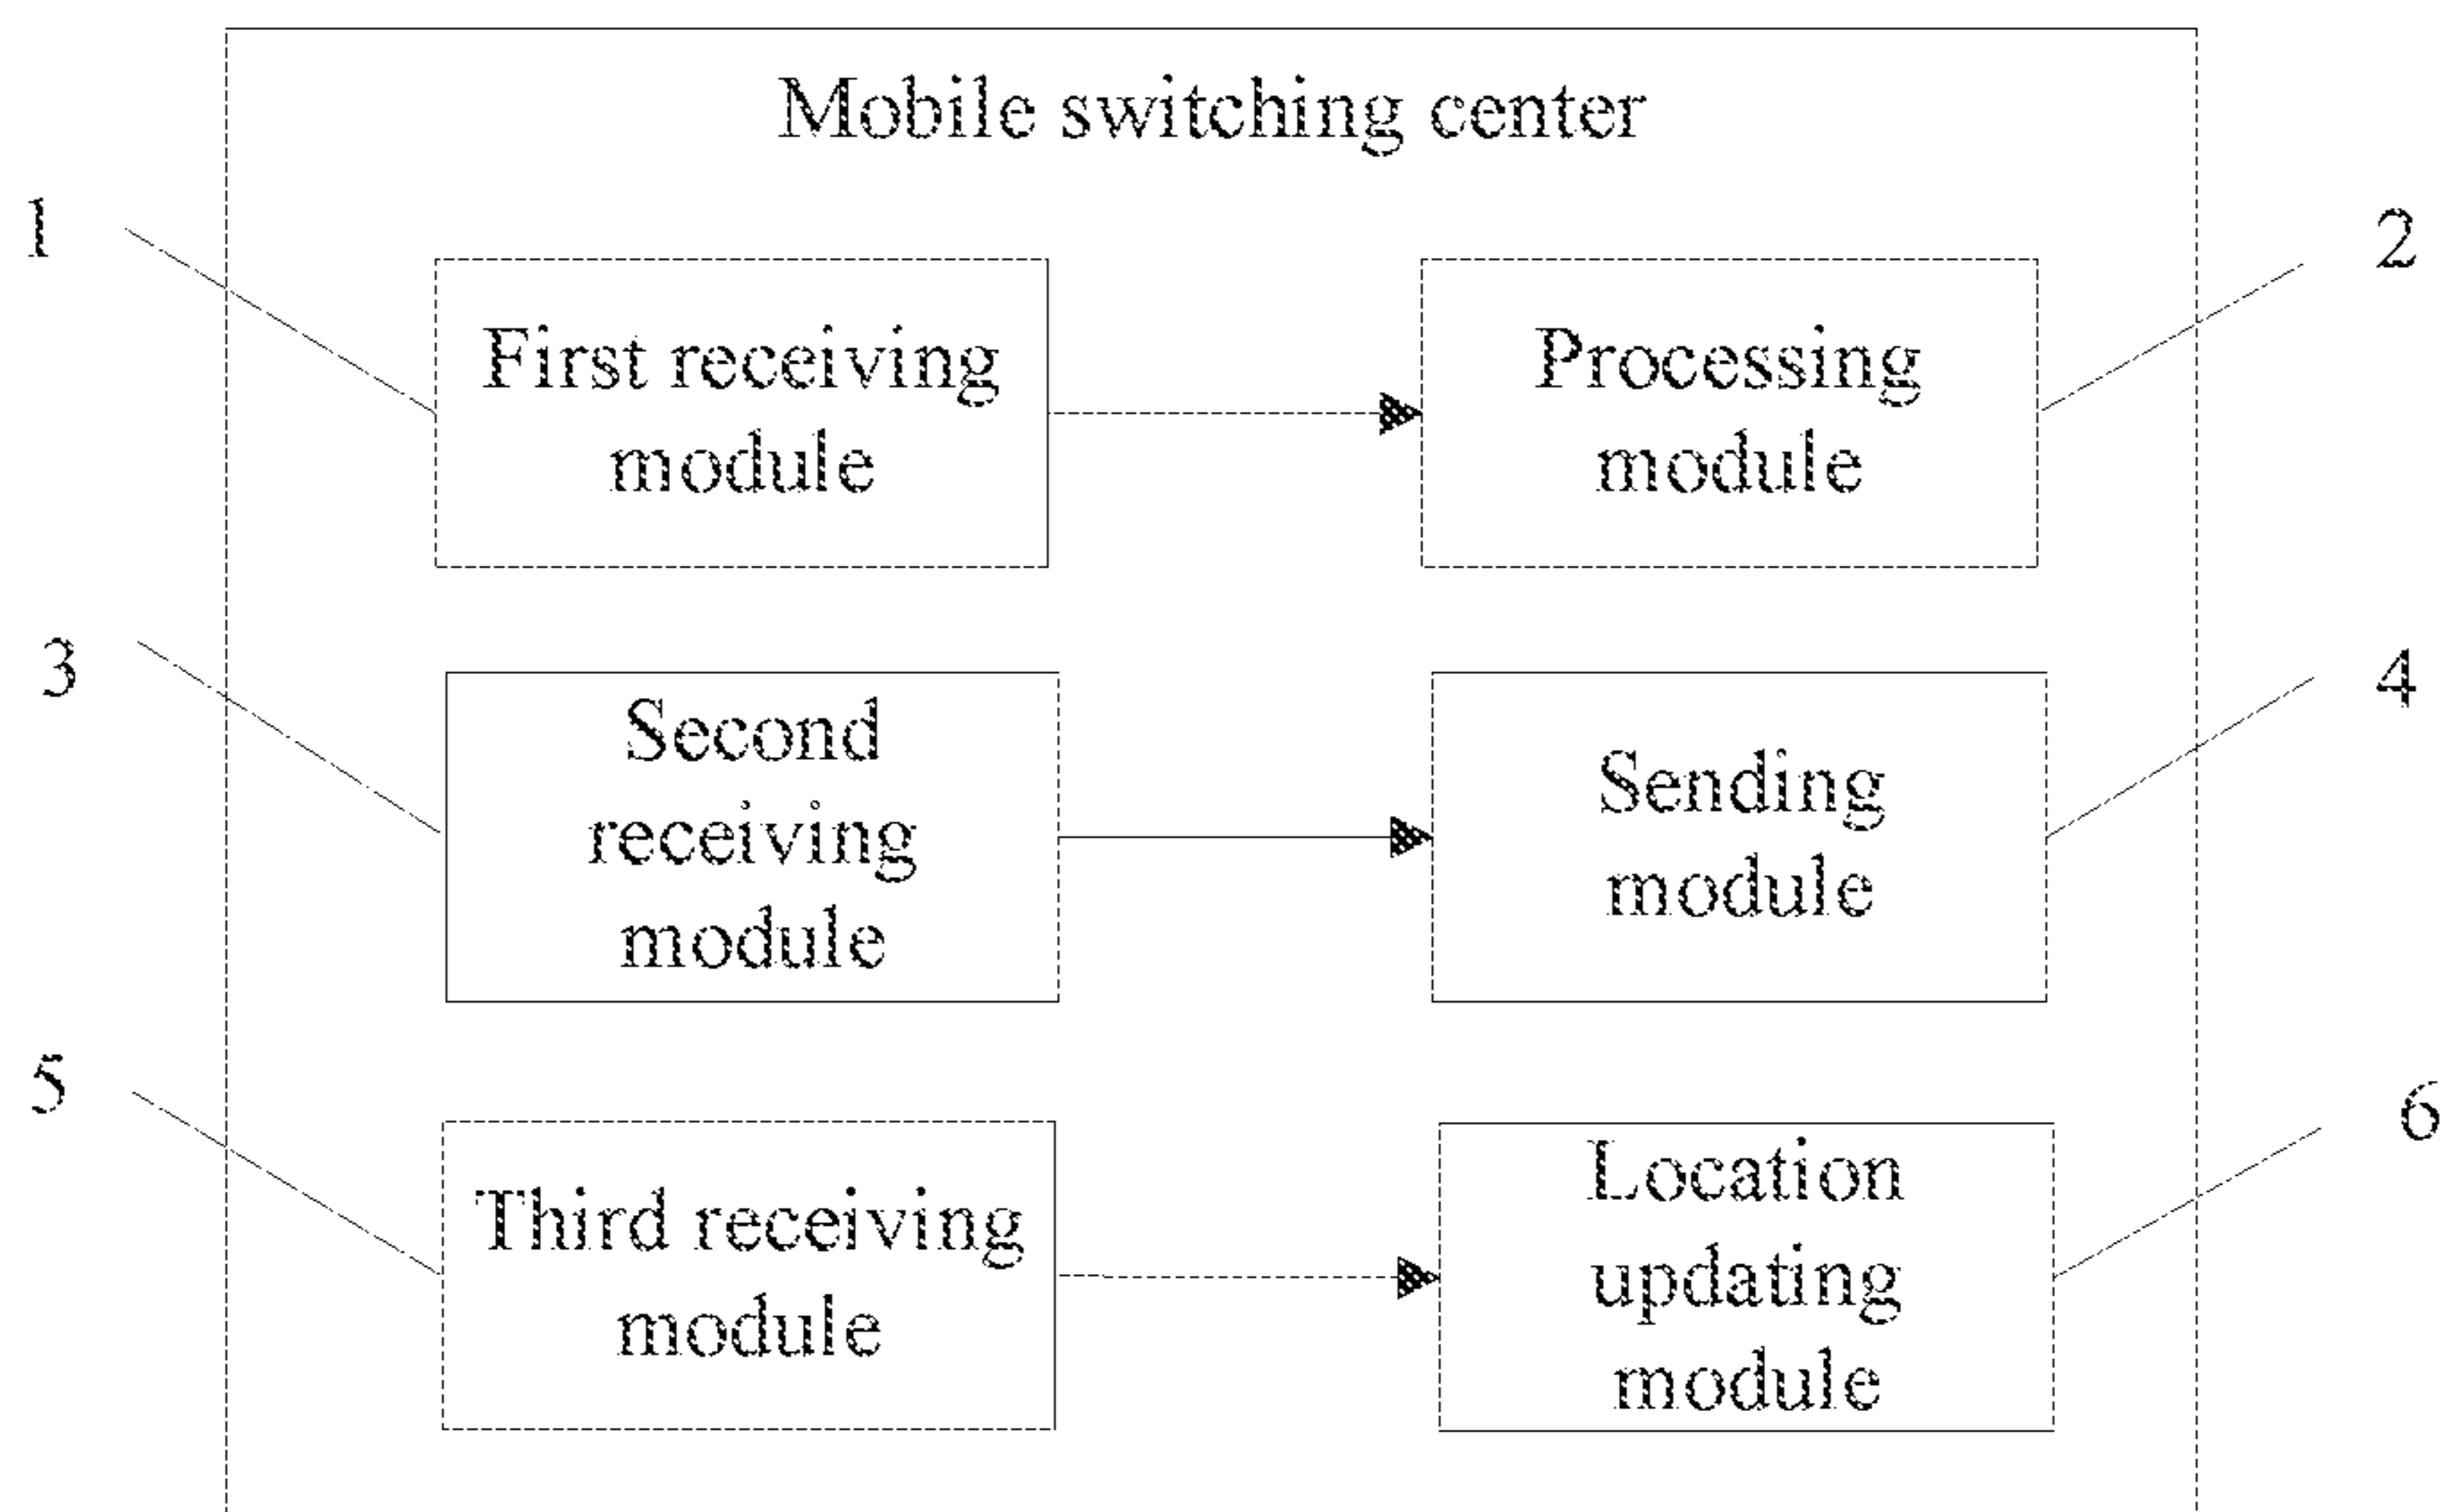 Mobile switching center
1
2
First receiving
module
Processing
module
3
4
Second
receiving
module
Sending
module
5
6
Third receiving
module
Location
updating
module